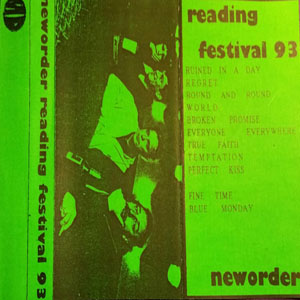 neworder reading festival 93
reading
festival 93
RUINED IN A DAY
REGRET
ROUND AND ROUND
WORLD
BROKEN PROMISE
EVERYONE EVERYWHERE
TRUE FAITH
TEMPTATION
PERFECT KISS
FINE TIME
BLUE MONDAY
neworder